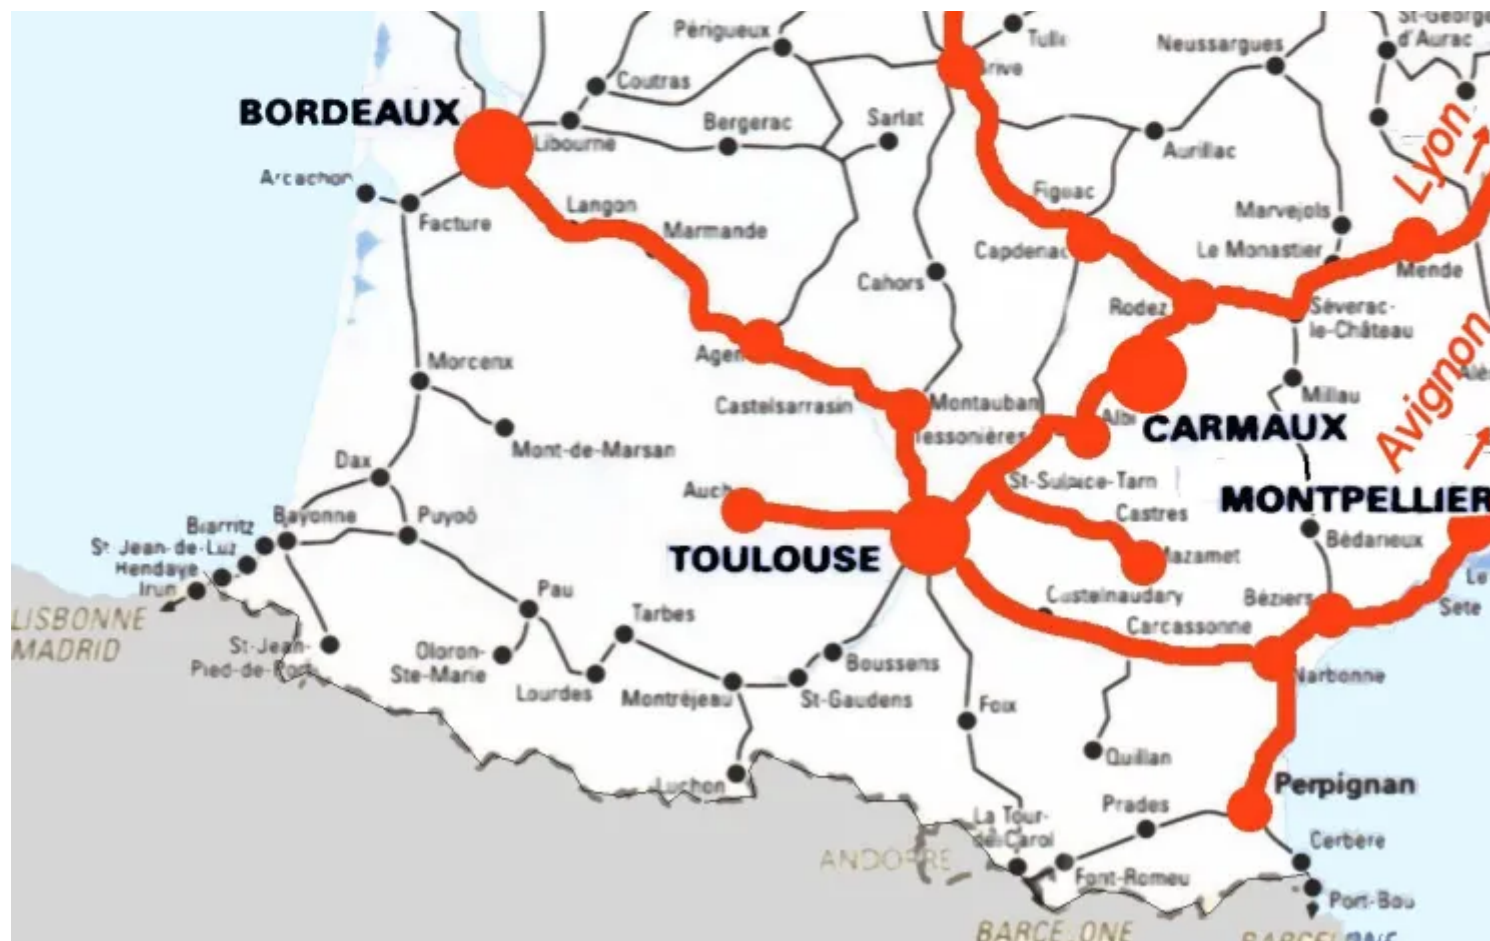 St-George
d'Aurac
Périgueux
Tulle
Neussargues
Brive
Coutras
BORDEAUX
Bergerac
Sarlat
Libourne
Aurillac
Lyon
Arcachon
Figeac
Langon
Marvejols
Facture
Marmande
Capdenac
Le Monastier
Mende
Cahors
Rodez
Séverac-
le-Château
Agen
Morcenx
Millau
Avignon
Castelsarrasin
Montauban
Albi
CARMAUX
Tessonières
Mont-de-Marsan
Dax
Auch
St-Sulpice-Tarn
MONTPELLIER
Bayonne
Puyoô
Castres
Biarritz
St-Jean-de-Luz
Bédarieux
TOULOUSE
Mazamet
Hendaye
Irun
Pau
Castelnaudary
Béziers
Sete
LISBONNE
MADRID
Tarbes
Carcassonne
St-Jean-
Pied-de-Port
Oloron-
Ste-Marie
Boussens
Narbonne
Lourdes
Montréjeau
St-Gaudens
Foix
Quillan
Luchon
Perpignan
Prades
La Tour-
de-Carol
Cerbère
ANDORRE
Font-Romeu
Port-Bou
BARCELONE
BARCELONE